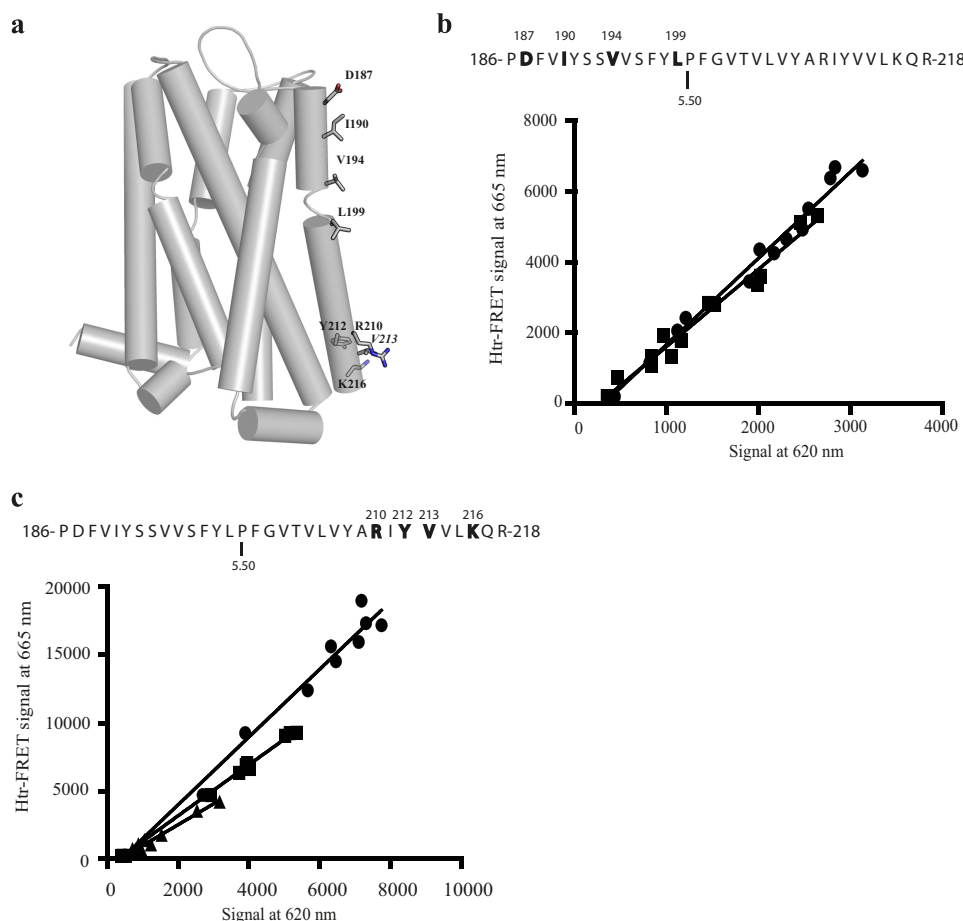 a
D187
I190
V194
L199
Y212 R210
V213
K216
b
187 190 194 199
186- P D F V I Y S S V V S F Y L P F G V T V L V Y A R I Y V V L K Q R-218
5.50
Htr-FRET signal at 665 nm
8000
6000
4000
2000
0
0 1000 2000 3000 4000
Signal at 620 nm
c
210 212 213 216
186- P D F V I Y S S V V S F Y L P F G V T V L V Y A R I Y V V L K Q R-218
5.50
Htr-FRET signal at 665 nm
20000
15000
10000
5000
0
0 2000 4000 6000 8000 10000
Signal at 620 nm